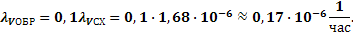 λ_VОБР = 0,1λ_VСХ = 0,1 · 1,68 · 10⁻⁶ ≈ 0,17 · 10⁻⁶ 1/час.